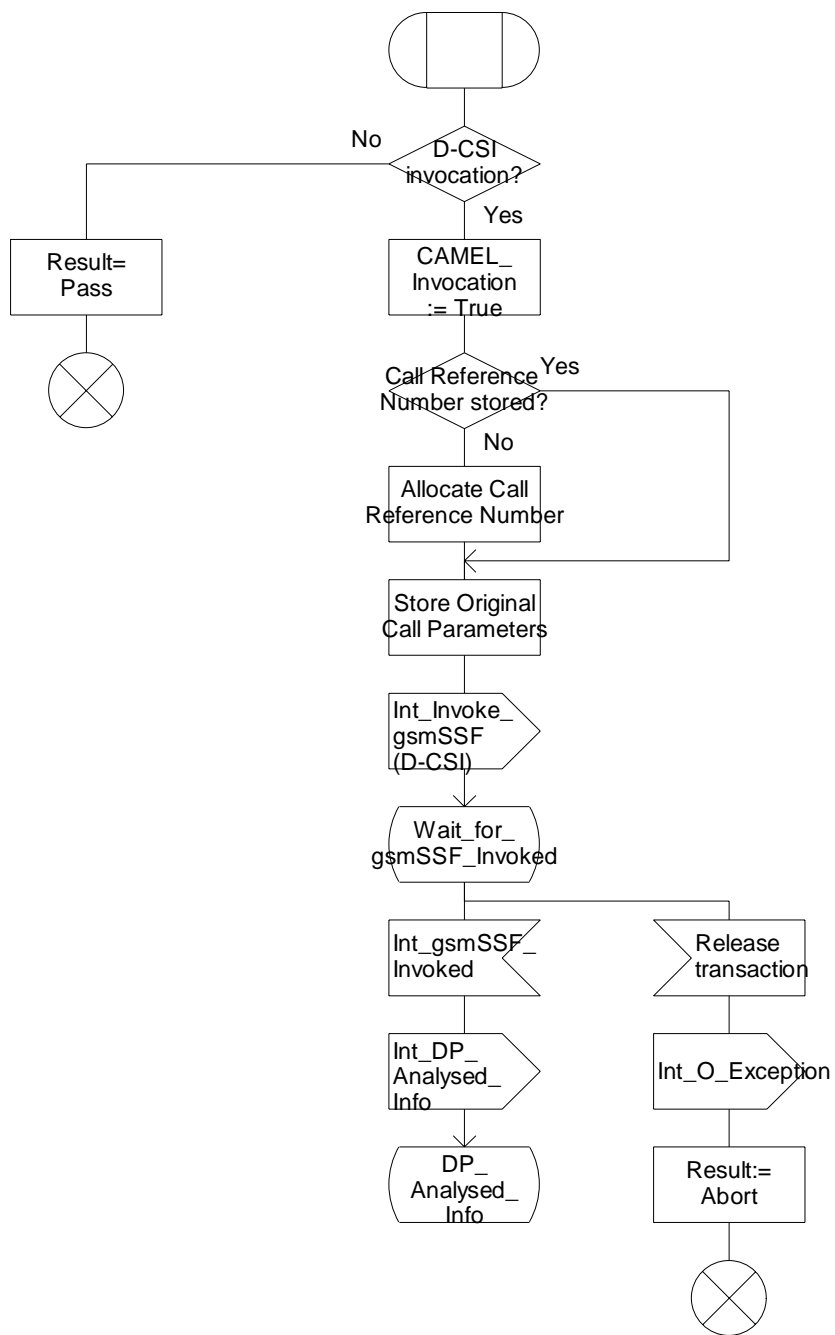 No
D-CSI
invocation?
Yes
Result=
Pass
CAMEL_
Invocation
:= True
Call Reference
Number stored?
Yes
No
Allocate Call
Reference Number
Store Original
Call Parameters
Int_Invoke_
gsmSSF
(D-CSI)
Wait_for_
gsmSSF_Invoked
Int_gsmSSF_
Invoked
Release
transaction
Int_DP_
Analysed_
Info
Int_O_Exception
DP_
Analysed_
Info
Result:=
Abort